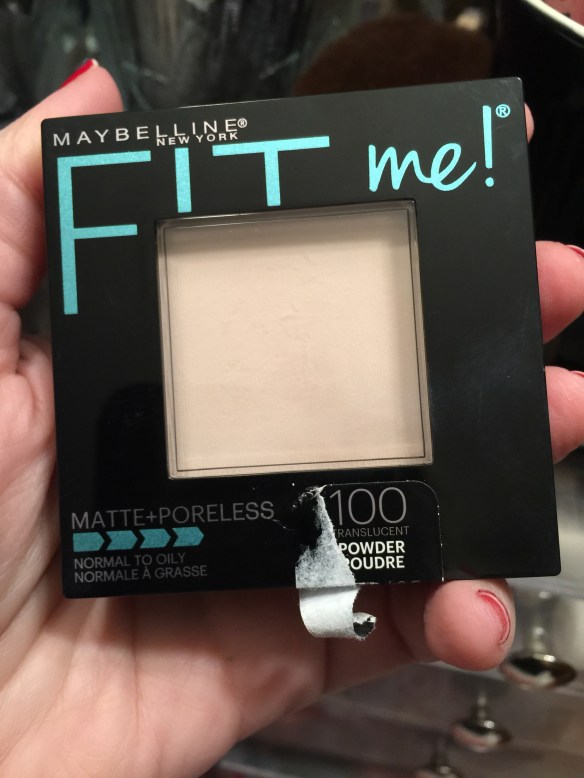 MAYBELLINE®
NEW YORK
FIT me!®
MATTE+PORELESS
NORMAL TO OILY
NORMALE À GRASSE
100
TRANSLUCENT
POWDER
POUDRE